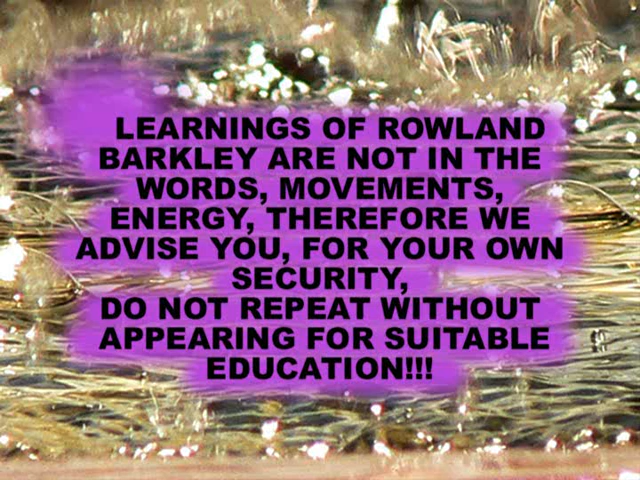 LEARNINGS OF ROWLAND
BARKLEY ARE NOT IN THE
WORDS, MOVEMENTS,
ENERGY, THEREFORE WE
ADVISE YOU, FOR YOUR OWN
SECURITY,
DO NOT REPEAT WITHOUT
APPEARING FOR SUITABLE
EDUCATION!!!